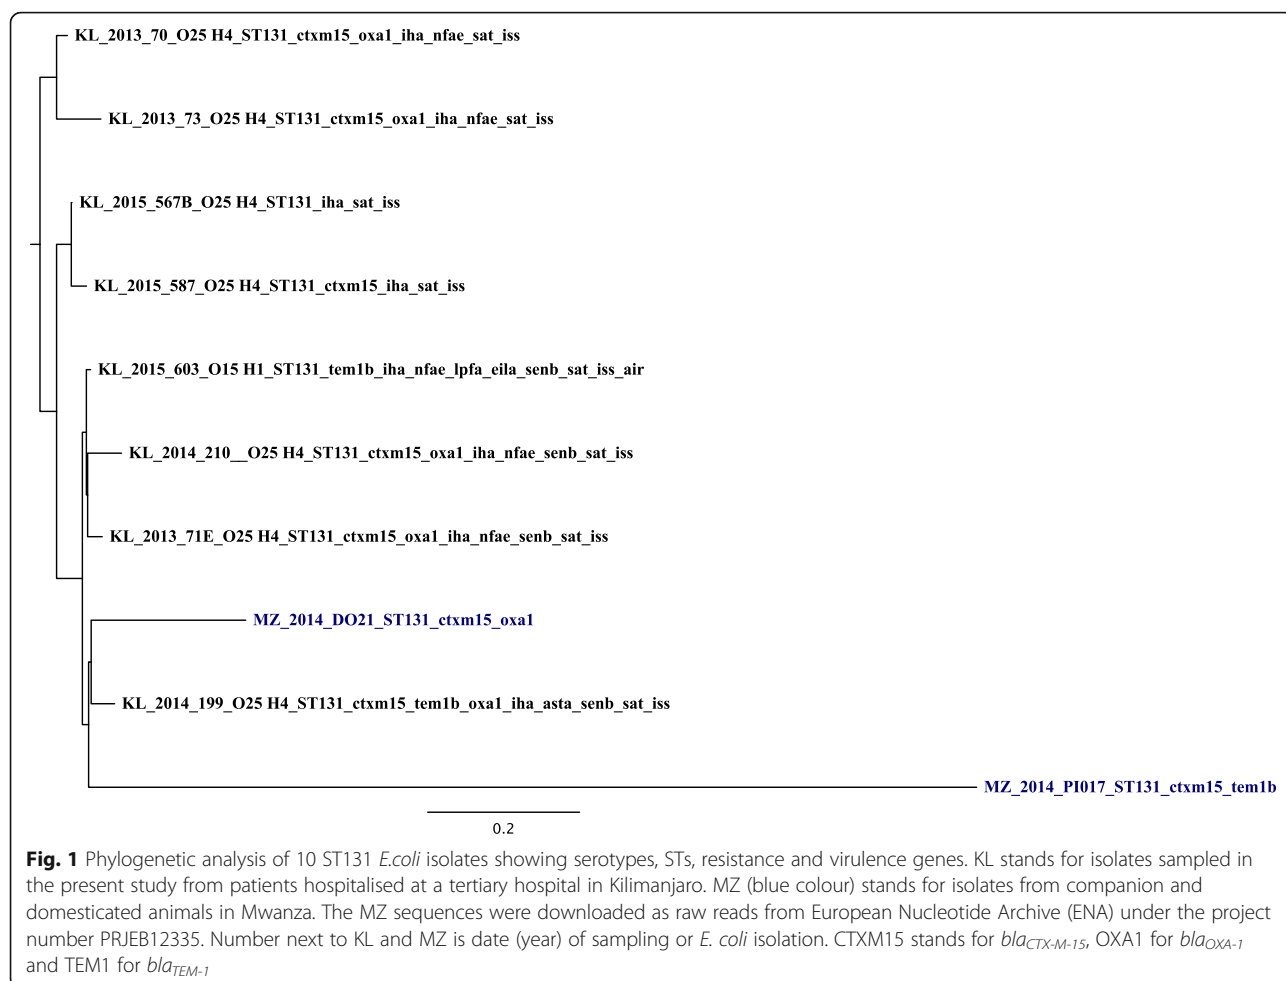 KL_2013_70_O25 H4_ST131_ctxm15_oxa1_iha_nfae_sat_iss
KL_2013_73_O25 H4_ST131_ctxm15_oxa1_iha_nfae_sat_iss
KL_2015_567B_O25 H4_ST131_iha_sat_iss
KL_2015_587_O25 H4_ST131_ctxm15_iha_sat_iss
KL_2015_603_O15 H1_ST131_tem1b_iha_nfae_lpfa_eila_senb_sat_iss_air
KL_2014_210__O25 H4_ST131_ctxm15_oxa1_iha_nfae_senb_sat_iss
KL_2013_71E_O25 H4_ST131_ctxm15_oxa1_iha_nfae_senb_sat_iss
MZ_2014_DO21_ST131_ctxm15_oxa1
KL_2014_199_O25 H4_ST131_ctxm15_tem1b_oxa1_iha_asta_senb_sat_iss
MZ_2014_PI017_ST131_ctxm15_tem1b
0.2
Fig. 1 Phylogenetic analysis of 10 ST131 E.coli isolates showing serotypes, STs, resistance and virulence genes. KL stands for isolates sampled in
the present study from patients hospitalised at a tertiary hospital in Kilimanjaro. MZ (blue colour) stands for isolates from companion and
domesticated animals in Mwanza. The MZ sequences were downloaded as raw reads from European Nucleotide Archive (ENA) under the project
number PRJEB12335. Number next to KL and MZ is date (year) of sampling or E. coli isolation. CTXM15 stands for blaCTX-M-15, OXA1 for blaOXA-1
and TEM1 for blaTEM-1